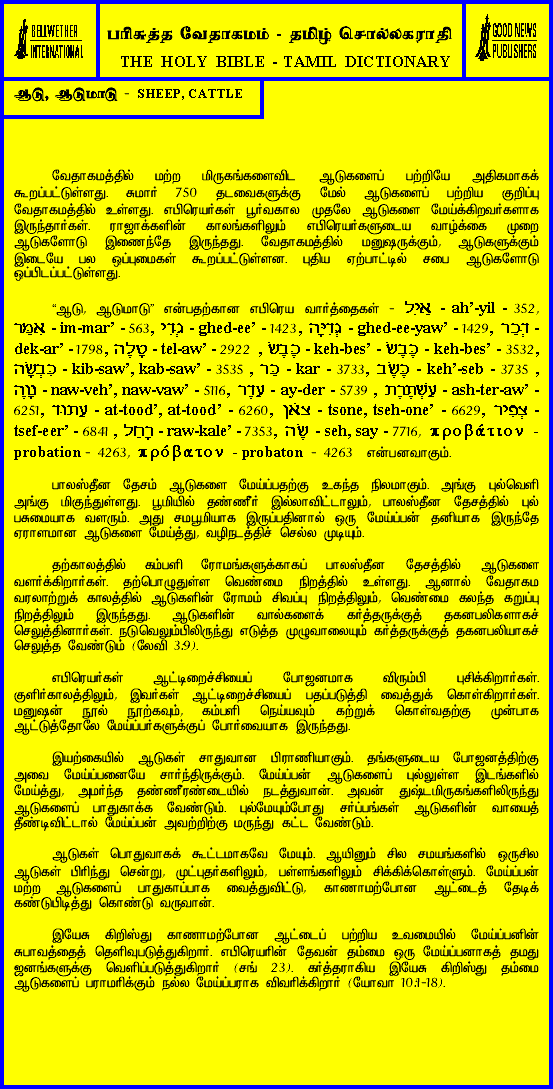 BELLWETHER
INTERNATIONAL
பரிசுத்த வேதாகமம் - தமிழ் சொல்லகராதி
THE HOLY BIBLE - TAMIL DICTIONARY
GOOD NEWS
PUBLISHERS
ஆடு, ஆடுமாடு - SHEEP, CATTLE
வேதாகமத்தில் மற்ற மிருகங்களைவிட ஆடுகளைப் பற்றியே அதிகமாகக்
கூறப்பட்டுள்ளது. சுமார் 750 தடவைகளுக்கு மேல் ஆடுகளைப் பற்றிய குறிப்பு
வேதாகமத்தில் உள்ளது. எபிரெயர்கள் பூர்வகால முதலே ஆடுகளை மேய்க்கிறவர்களாக
இருந்தார்கள். ராஜாக்களின் காலங்களிலும் எபிரெயர்களுடைய வாழ்க்கை முறை
ஆடுகளோடு இணைந்தே இருந்தது. வேதாகமத்தில் மனுஷருக்கும், ஆடுகளுக்கும்
இடையே பல ஒப்புமைகள் கூறப்பட்டுள்ளன. புதிய ஏற்பாட்டில் சபை ஆடுகளோடு
ஒப்பிடப்பட்டுள்ளது.
“ஆடு, ஆடுமாடு” என்பதற்கான எபிரெய வார்த்தைகள் - אַיִל - ah’-yil - 352,
אִמַּר - im-mar’ - 563, גְּדִי - ghed-ee’ - 1423, גְּדִיָּה - ghed-ee-yaw’ - 1429, דְּכַר -
dek-ar’ - 1798, טָלֶה - tel-aw’ - 2922 , כֶּבֶשׂ - keh-bes’ - כֶּבֶשׂ - keh-bes’ - 3532,
כִּבְשָׂה - kib-saw’, kab-saw’ - 3535 , כַּר - kar - 3733, כֶּשֶׂב - keh’-seb - 3735 ,
נָוָה - naw-veh’, naw-vaw’ - 5116, עֵדֶר - ay-der - 5739 , עַשְׁתְּרֶת - ash-ter-aw’ -
6251, עַתּוּד - at-tood’, at-tood’ - 6260, צֹאן - tsone, tseh-one’ - 6629, צָפִיר -
tsef-eer’ - 6841 , רָחֵל - raw-kale’ - 7353, שֶׂה - seh, say - 7716, προβάτιον -
probation - 4263, πρόβατον - probaton - 4263 என்பனவாகும்.
பாலஸ்தீன தேசம் ஆடுகளை மேய்ப்பதற்கு உகந்த நிலமாகும். அங்கு புல்வெளி
அங்கு மிகுந்துள்ளது. பூமியில் தண்ணீர் இல்லாவிட்டாலும், பாலஸ்தீன தேசத்தில் புல்
பசுமையாக வளரும். அது சமபூமியாக இருப்பதினால் ஒரு மேய்ப்பன் தனியாக இருந்தே
ஏராளமான ஆடுகளை மேய்த்து, வழிநடத்திச் செல்ல முடியும்.
தற்காலத்தில் கம்பளி ரோமங்களுக்காகப் பாலஸ்தீன தேசத்தில் ஆடுகளை
வளர்க்கிறார்கள். தற்பொழுதுள்ள வெண்மை நிறத்தில் உள்ளது. ஆனால் வேதாகம
வரலாற்றுக் காலத்தில் ஆடுகளின் ரோமம் சிவப்பு நிறத்திலும், வெண்மை கலந்த கறுப்பு
நிறத்திலும் இருந்தது. ஆடுகளின் வால்களைக் கர்த்தருக்குத் தகனபலிகளாகச்
செலுத்தினார்கள். நடுவெலும்பிலிருந்து எடுத்த முழுவாலையும் கர்த்தருக்குத் தகனபலியாகச்
செலுத்த வேண்டும் (லேவி 3:9).
எபிரெயர்கள் ஆட்டிறைச்சியைப் போஜனமாக விரும்பி புசிக்கிறார்கள்.
குளிர்காலத்திலும், இவர்கள் ஆட்டிறைச்சியைப் பதப்படுத்தி வைத்துக் கொள்கிறார்கள்.
மனுஷன் நூல் நூற்கவும், கம்பளி நெய்யவும் கற்றுக் கொள்வதற்கு முன்பாக
ஆட்டுத்தோலே மேய்ப்பர்களுக்குப் போர்வையாக இருந்தது.
இயற்கையில் ஆடுகள் சாதுவான பிராணியாகும். தங்களுடைய போஜனத்திற்கு
அவை மேய்ப்பனையே சார்ந்திருக்கும். மேய்ப்பன் ஆடுகளைப் புல்லுள்ள இடங்களில்
மேய்த்து, அமர்ந்த தண்ணீரண்டையில் நடத்துவான். அவன் துஷ்டமிருகங்களிலிருந்து
ஆடுகளைப் பாதுகாக்க வேண்டும். புல்மேயும்போது சர்ப்பங்கள் ஆடுகளின் வாயைத்
தீண்டிவிட்டால் மேய்ப்பன் அவற்றிற்கு மருந்து கட்ட வேண்டும்.
ஆடுகள் பொதுவாகக் கூட்டமாகவே மேயும். ஆயினும் சில சமயங்களில் ஒருசில
ஆடுகள் பிரிந்து சென்று, முட்புதர்களிலும், பள்ளங்களிலும் சிக்கிக்கொள்ளும். மேய்ப்பன்
மற்ற ஆடுகளைப் பாதுகாப்பாக வைத்துவிட்டு, காணாமற்போன ஆட்டைத் தேடிக்
கண்டுபிடித்து கொண்டு வருவான்.
இயேசு கிறிஸ்து காணாமற்போன ஆட்டைப் பற்றிய உவமையில் மேய்ப்பனின்
சுபாவத்தைத் தெளிவுபடுத்துகிறார். எபிரெயரின் தேவன் தம்மை ஒரு மேய்ப்பனாகத் தமது
ஜனங்களுக்கு வெளிப்படுத்துகிறார் (சங் 23). கர்த்தராகிய இயேசு கிறிஸ்து தம்மை
ஆடுகளைப் பராமரிக்கும் நல்ல மேய்ப்பராக விவரிக்கிறார் (யோவா 10:1-18).